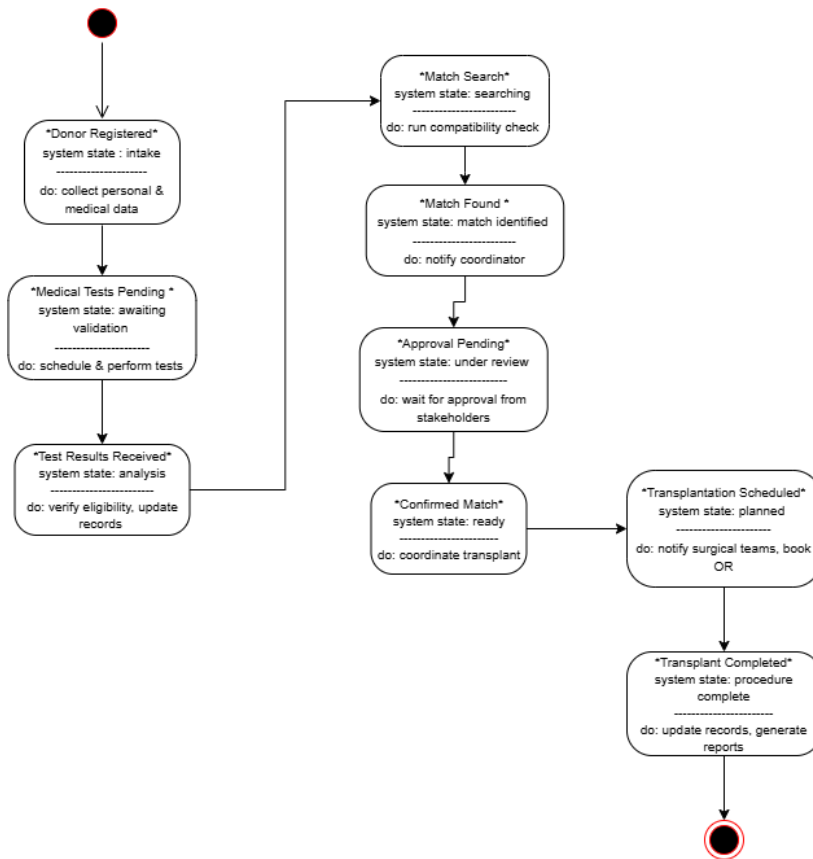 *Donor Registered*
system state : intake
----------------------
do: collect personal &
medical data
*Medical Tests Pending *
system state: awaiting
validation
-----------------------
do: schedule & perform tests
*Test Results Received*
system state: analysis
-------------------------
do: verify eligibility, update
records
*Match Search*
system state: searching
-------------------------
do: run compatibility check
*Match Found *
system state: match identified
-------------------------
do: notify coordinator
*Approval Pending*
system state: under review
--------------------------
do: wait for approval from
stakeholders
*Confirmed Match*
system state: ready
------------------------
do: coordinate transplant
*Transplantation Scheduled*
system state: planned
-----------------------
do: notify surgical teams, book
OR
*Transplant Completed*
system state: procedure
complete
------------------------
do: update records, generate
reports